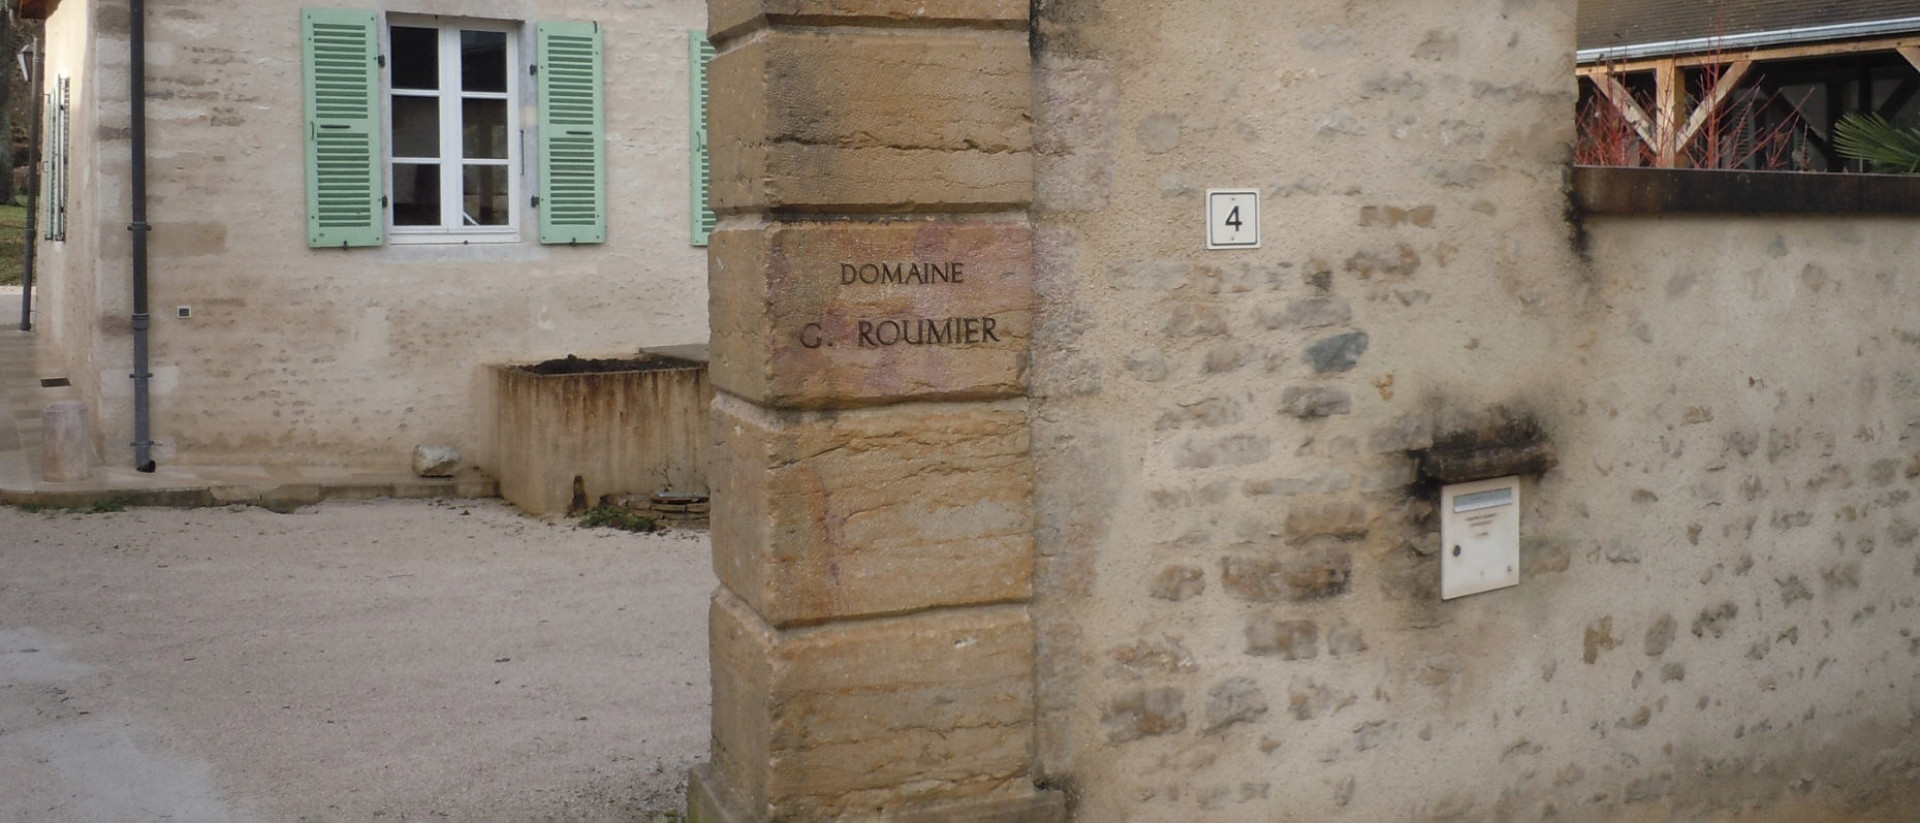 DOMAINE
G. ROUMIER
4